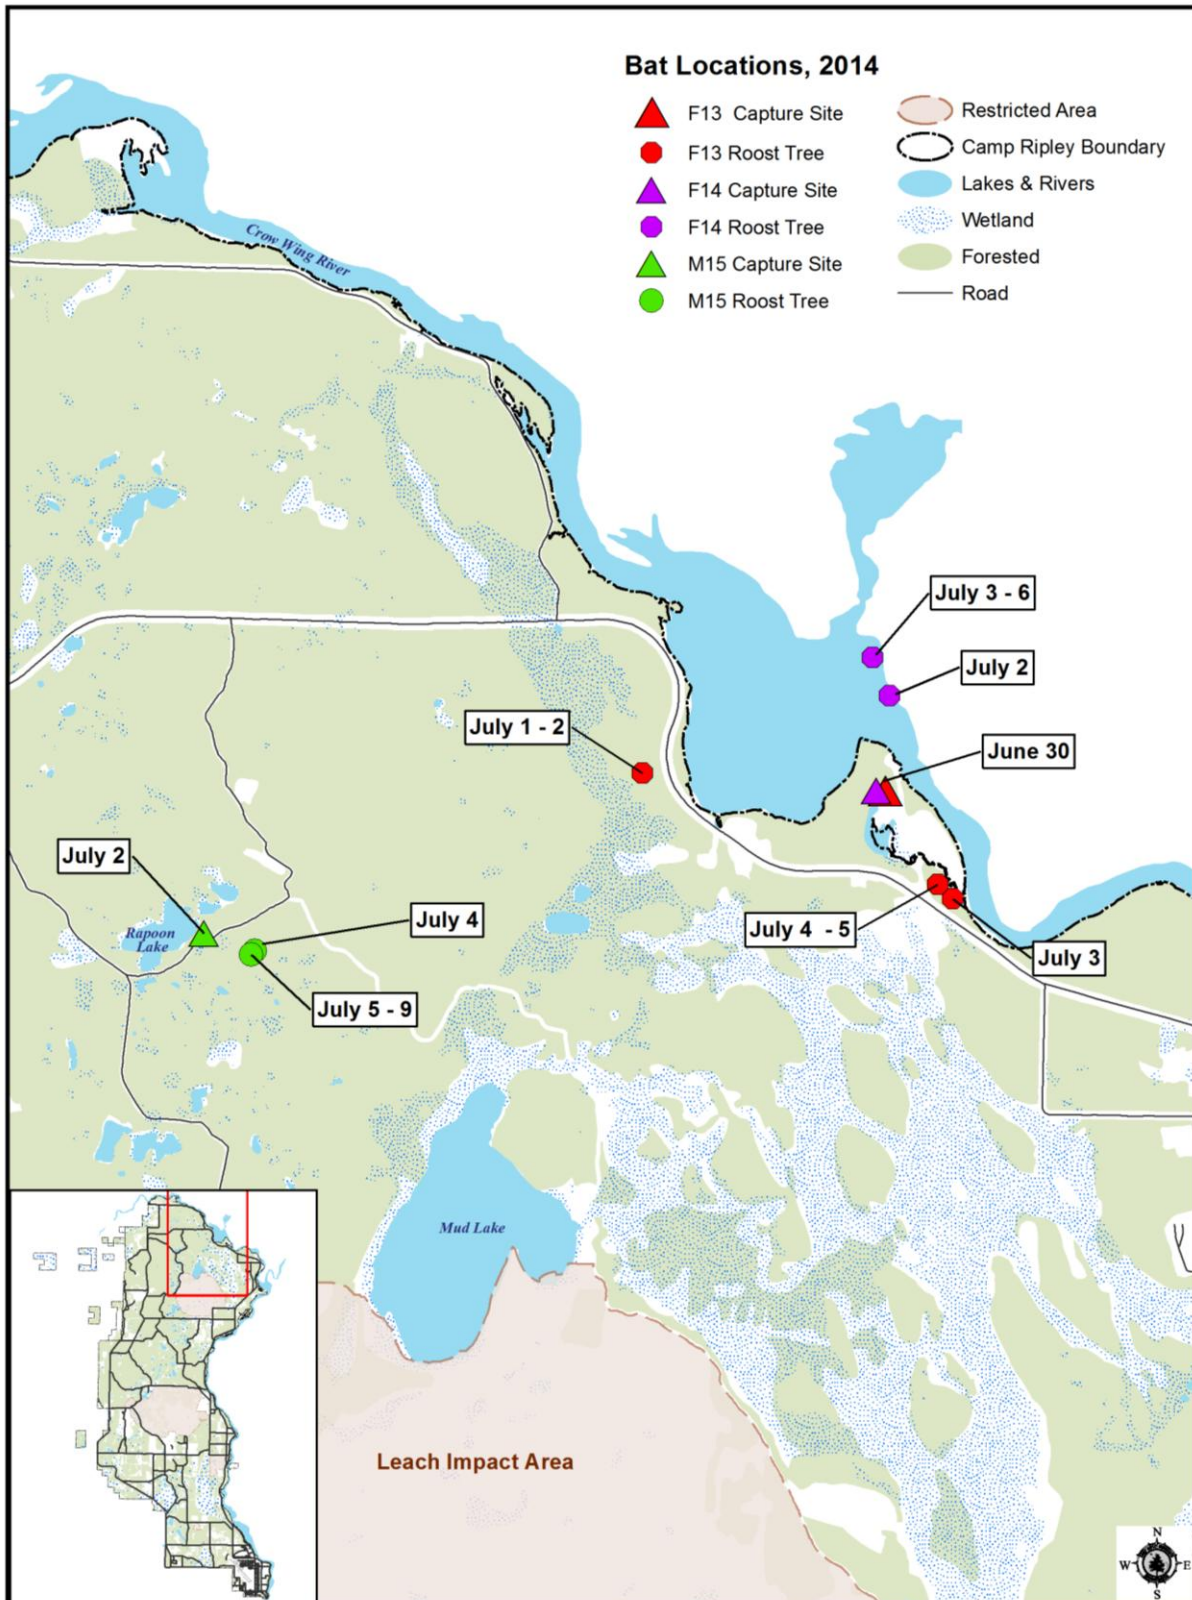 Bat Locations, 2014
F13 Capture Site
F13 Roost Tree
F14 Capture Site
F14 Roost Tree
M15 Capture Site
M15 Roost Tree
Restricted Area
Camp Ripley Boundary
Lakes & Rivers
Wetland
Forested
Road
Crow Wing River
July 3 - 6
July 2
July 1 - 2
June 30
July 2
Rapoon
Lake
July 4
July 4 - 5
July 3
July 5 - 9
Mud Lake
Leach Impact Area
N
W E
S